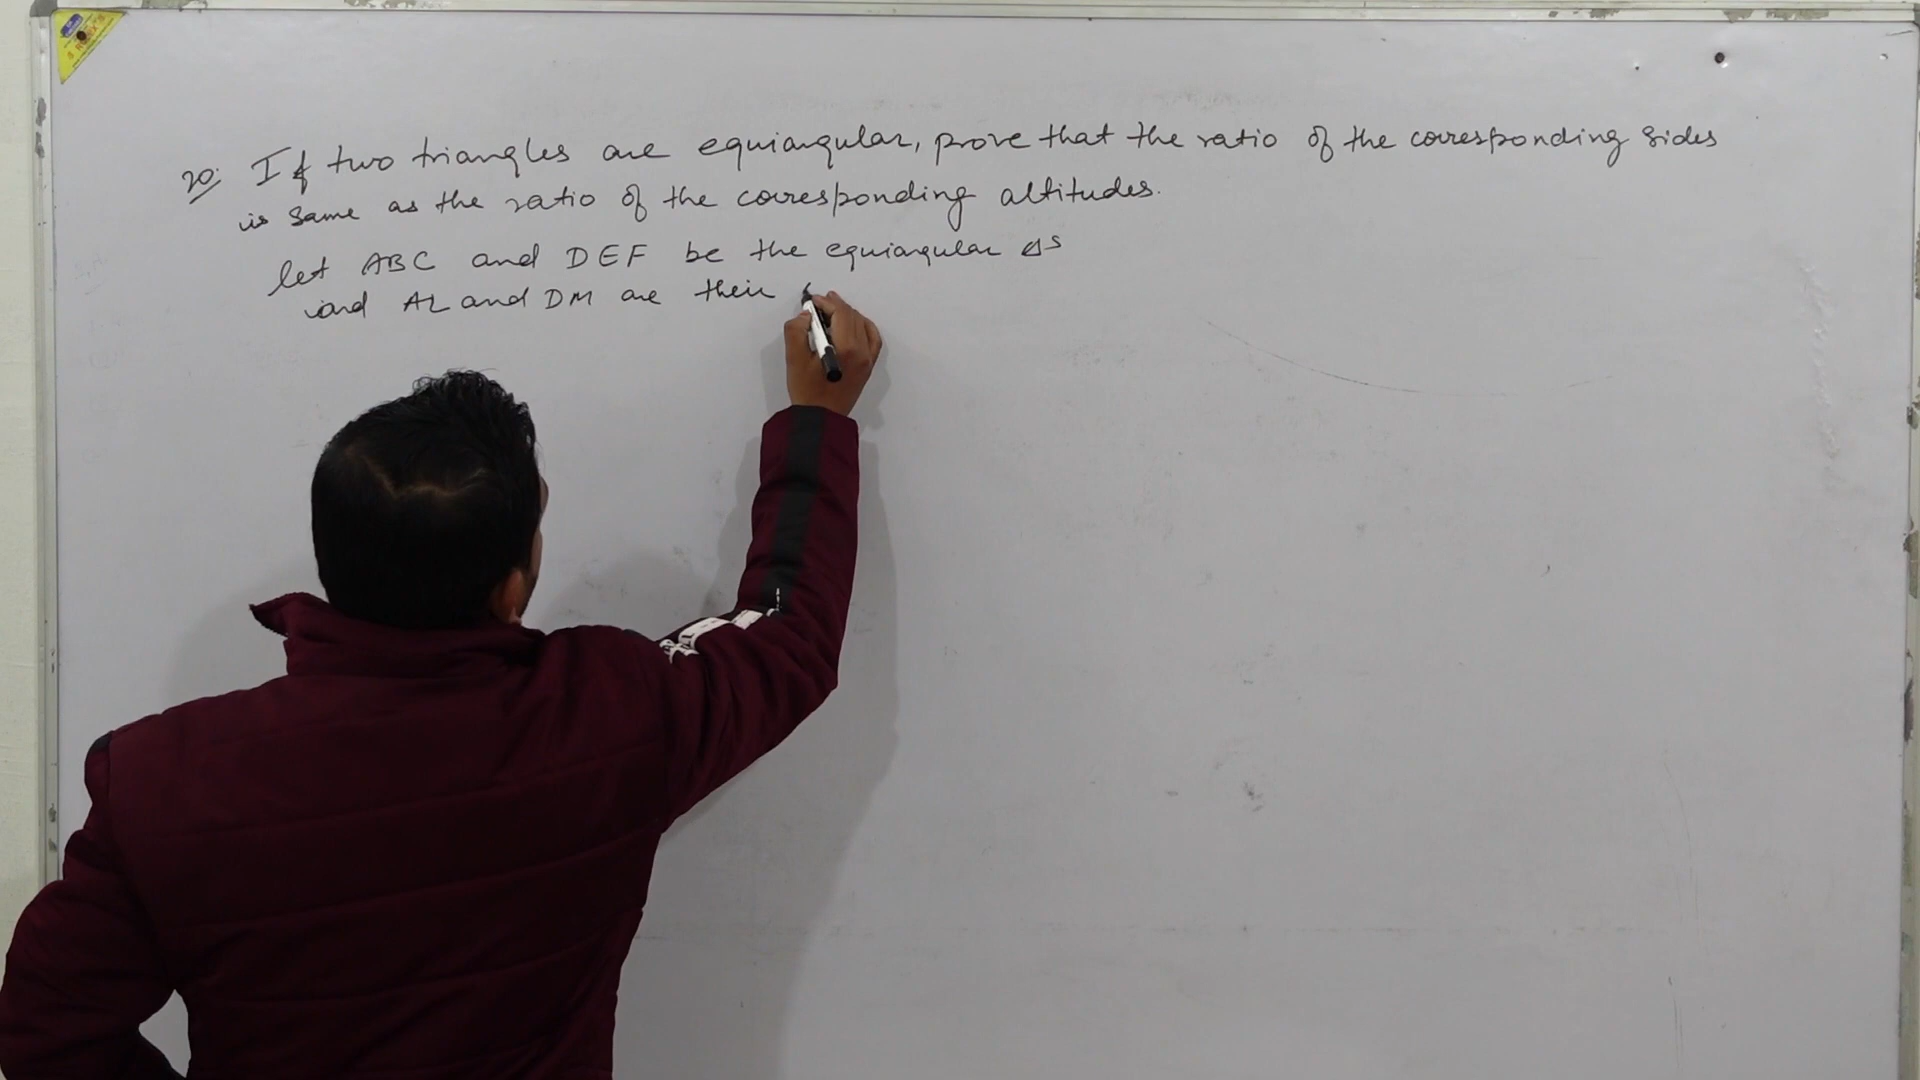 20. If two triangles are equiangular, prove that the ratio of the corresponding sides
is same as the ratio of the corresponding altitudes.
let ABC and DEF be the equiangular Δs
and AL and DM are their